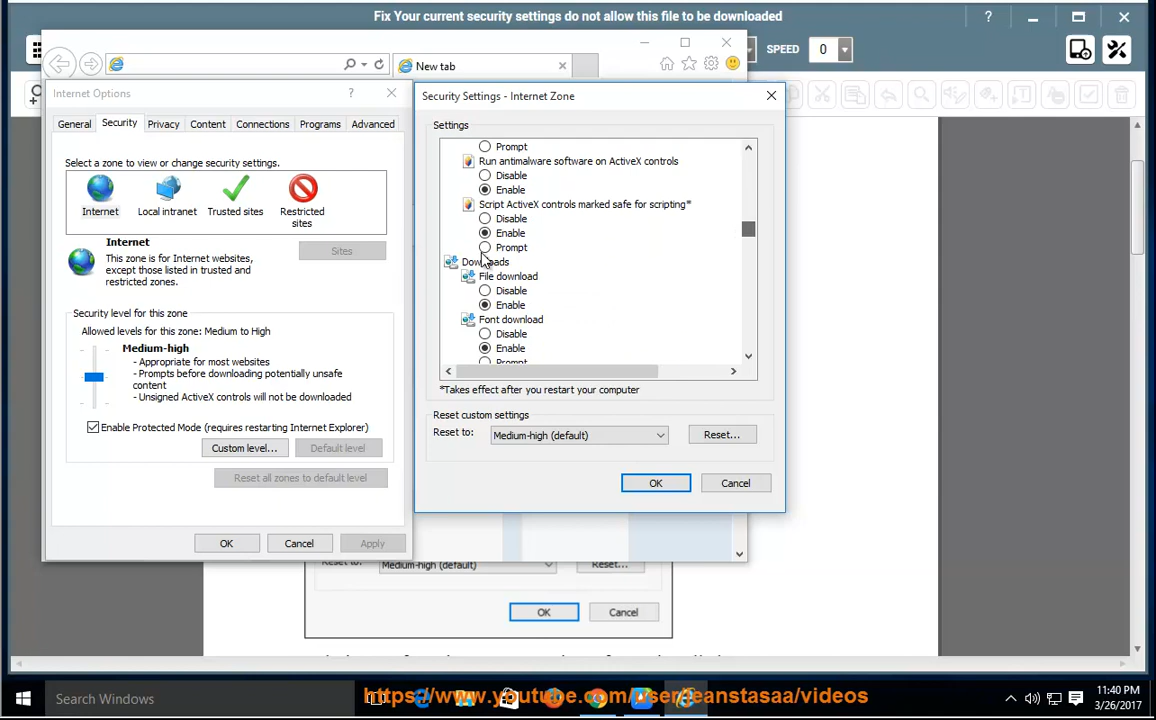 Fix Your current security settings do not allow this file to be downloaded
SPEED 0
New tab
Internet Options
General Security Privacy Content Connections Programs Advanced
Select a zone to view or change security settings.
Internet Local intranet Trusted sites Restricted sites
Internet
Sites
This zone is for Internet websites,
except those listed in trusted and
restricted zones.
Security level for this zone
Allowed levels for this zone: Medium to High
Medium-high
- Appropriate for most websites
- Prompts before downloading potentially unsafe
content
- Unsigned ActiveX controls will not be downloaded
Enable Protected Mode (requires restarting Internet Explorer)
Custom level... Default level
Reset all zones to default level
OK Cancel Apply
Security Settings - Internet Zone
Settings
Prompt
Run antimalware software on ActiveX controls
Disable
Enable
Script ActiveX controls marked safe for scripting*
Disable
Enable
Prompt
Downloads
File download
Disable
Enable
Font download
Disable
Enable
Prompt
*Takes effect after you restart your computer
Reset custom settings
Reset to: Medium-high (default) Reset...
OK Cancel
Reset to: Medium-high (default) Reset...
OK Cancel
Search Windows
https://www.youtube.com/user/jeanstasaa/videos
11:40 PM
3/26/2017